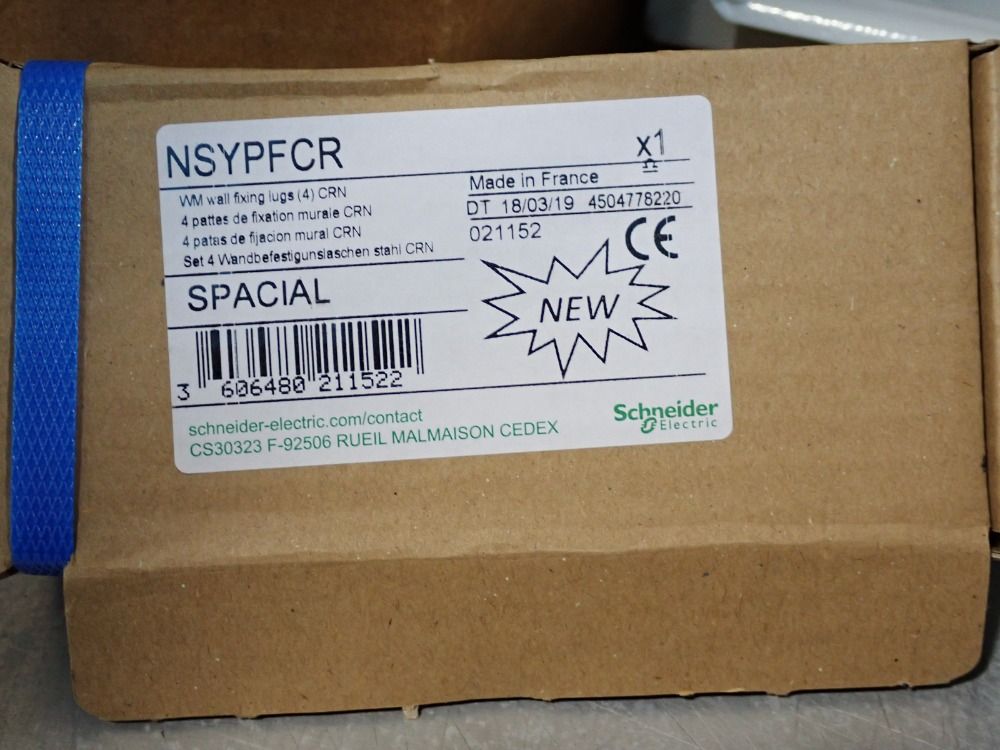 NSYPFCR
x1
WM wall fixing lugs (4) CRN
4 pattes de fixation murale CRN
4 patas de fijacion mural CRN
Set 4 Wandbefestigunslaschen stahl CRN
Made in France
DT 18/03/19 4504778220
021152
CE
SPACIAL
NEW
3 606480 211522
schneider-electric.com/contact
CS30323 F-92506 RUEIL MALMAISON CEDEX
Schneider
Electric